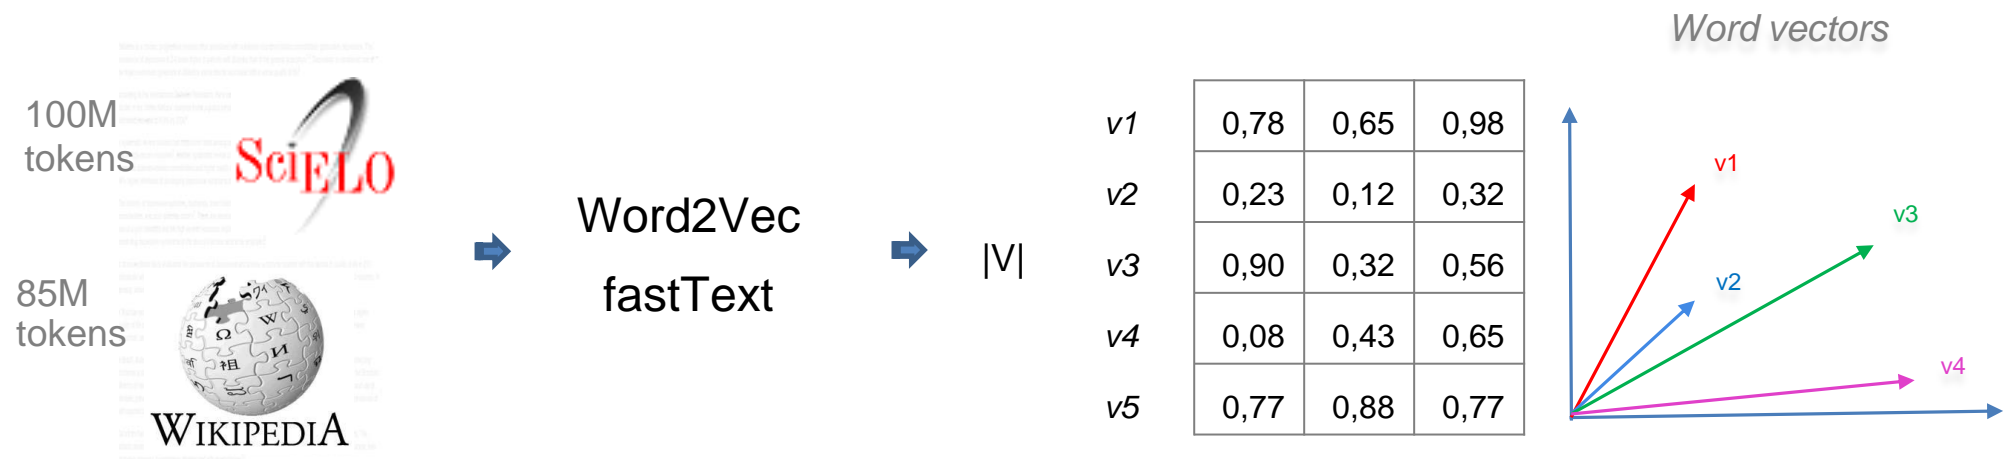 Word vectors
100M
tokens
SciELO
85M
tokens
WIKIPEDIA
Word2Vec
fastText
|V|
v1 0,78 0,65 0,98
v2 0,23 0,12 0,32
v3 0,90 0,32 0,56
v4 0,08 0,43 0,65
v5 0,77 0,88 0,77
v1
v3
v2
v4